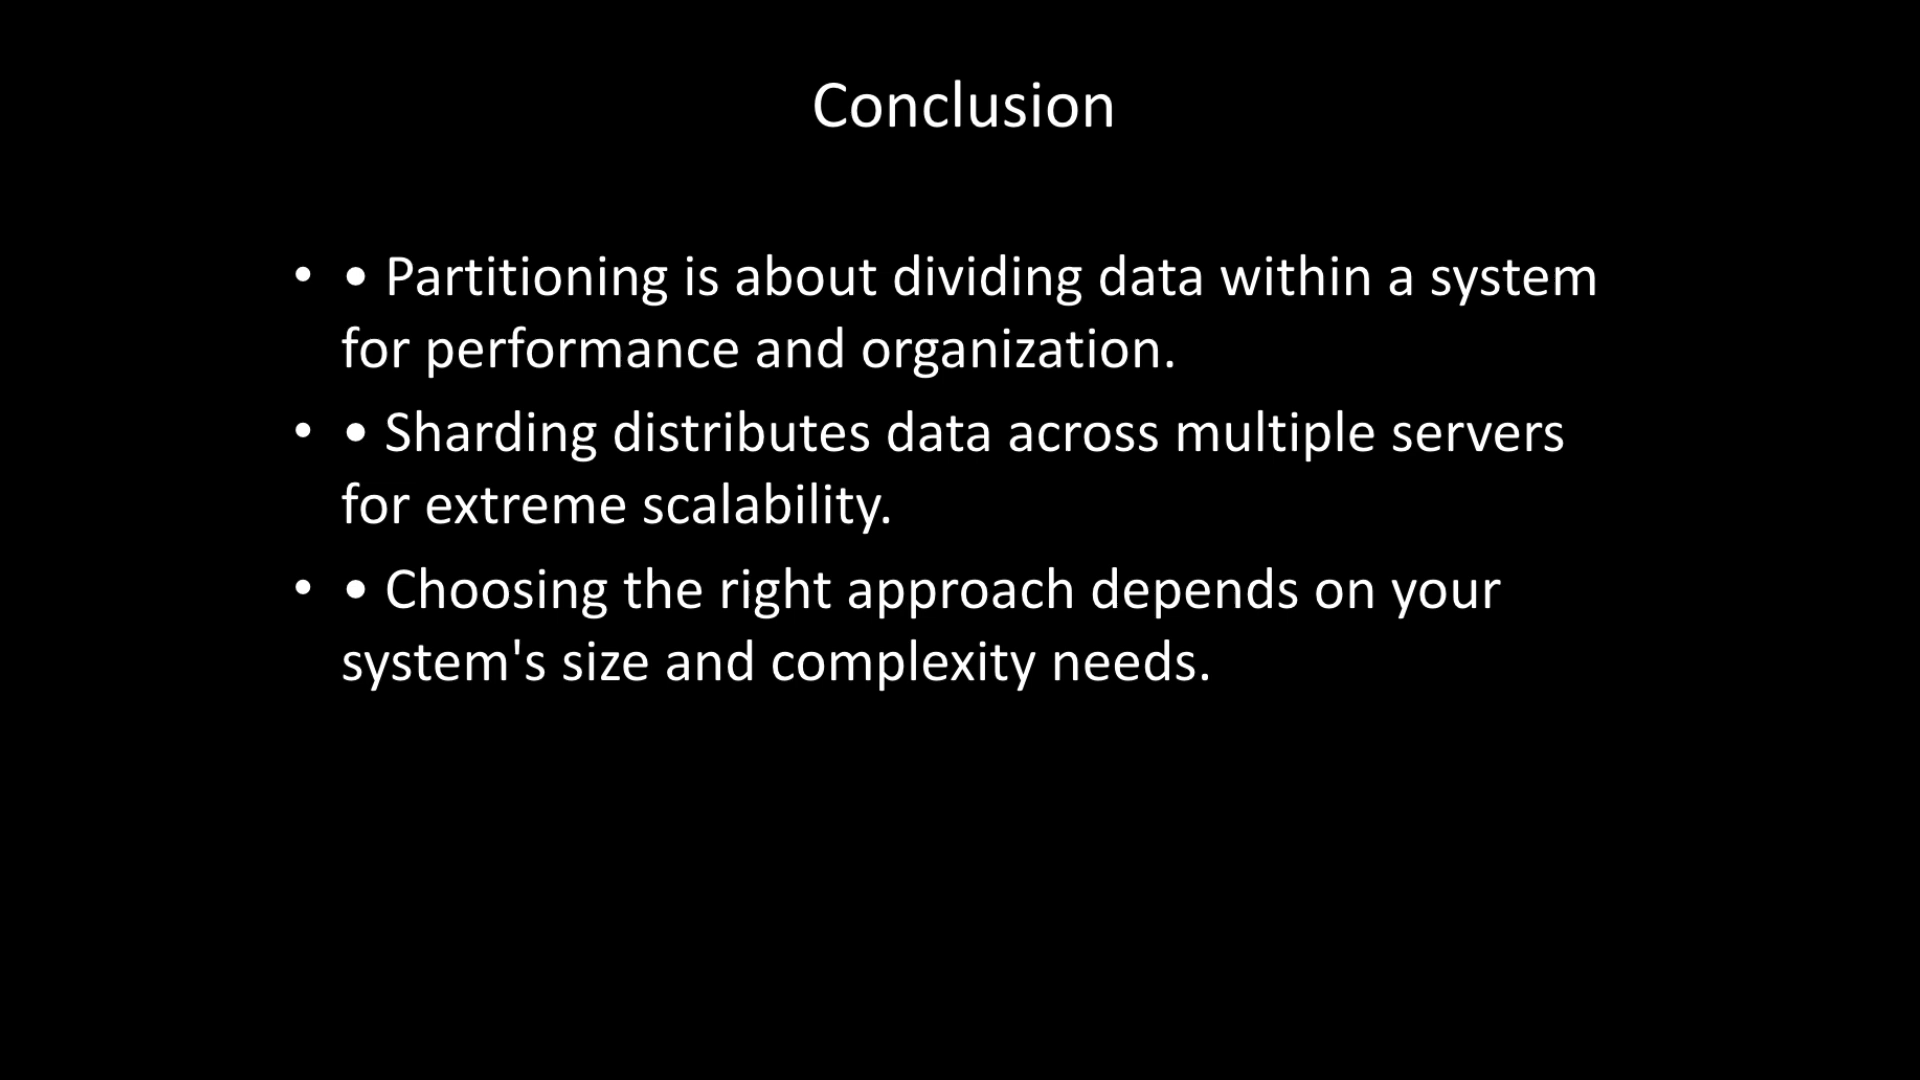 Conclusion
• • Partitioning is about dividing data within a system
for performance and organization.
• • Sharding distributes data across multiple servers
for extreme scalability.
• • Choosing the right approach depends on your
system's size and complexity needs.